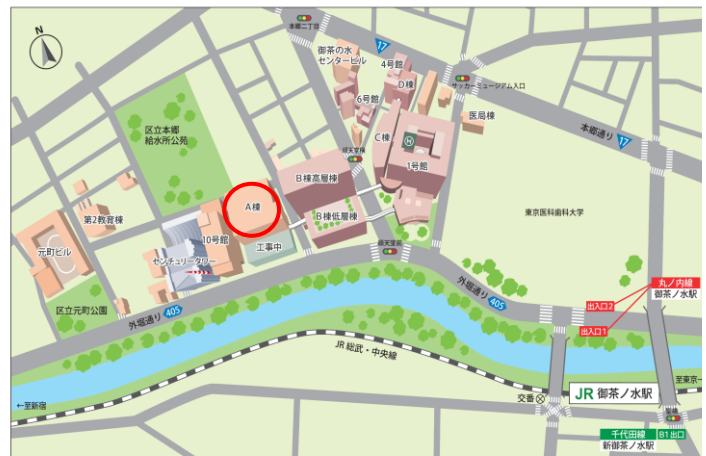 N
本郷二丁目
御茶の水
センタービル
17
4号館
D棟
6号館
サッカーミュージアム入口
医局棟
区立本郷
給水所公苑
C棟
H
1号館
本郷通り 17
順天堂横
B棟高層棟
A棟
B棟低層棟
第2教育棟
元町ビル
10号館
工事中
センチュリータワー
東京医科歯科大学
順天堂前
区立元町公園
外堀通り 405
外堀通り 405
丸ノ内線
御茶ノ水駅
出入口2
出入口1
JR 総武・中央線
←至新宿
交番
JR 御茶ノ水駅
至東京→
千代田線 B1出口
新御茶ノ水駅